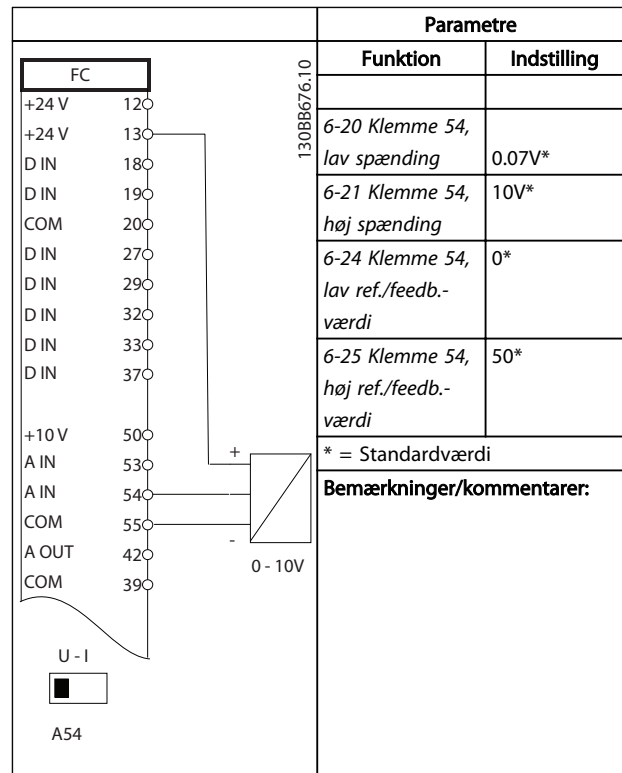 FC
+24 V 12
+24 V 13
D IN 18
D IN 19
COM 20
D IN 27
D IN 29
D IN 32
D IN 33
D IN 37
+10 V 50
A IN 53
A IN 54
COM 55
A OUT 42
COM 39
+
-
0 - 10V
U - I
A54
130BB676.10
Parametre
Funktion Indstilling
6-20 Klemme 54,
lav spænding 0.07V*
6-21 Klemme 54, 10V*
høj spænding
6-24 Klemme 54, 0*
lav ref./feedb.-
værdi
6-25 Klemme 54, 50*
høj ref./feedb.-
værdi
* = Standardværdi
Bemærkninger/kommentarer: